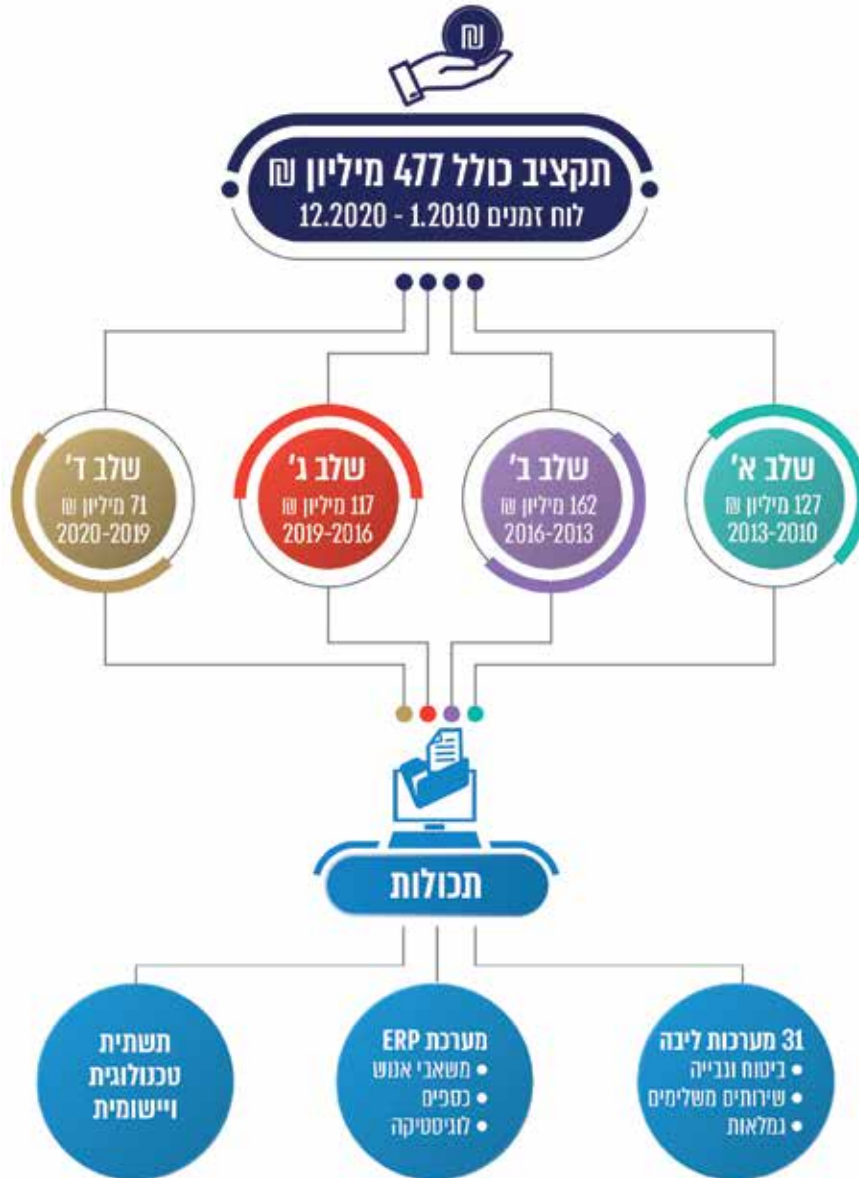 ₪
תקציב כולל 477 מיליון ₪
לוח זמנים 1.2010 - 12.2020
שלב א'
127 מיליון ₪
2013-2010
שלב ב'
162 מיליון ₪
2016-2013
שלב ג'
117 מיליון ₪
2019-2016
שלב ד'
71 מיליון ₪
2020-2019
תכולות
31 מערכות ליבה
• ביטוח וגבייה
• שירותים משלימים
• גמלאות
מערכת ERP
• משאבי אנוש
• כספים
• לוגיסטיקה
תשתית
טכנולוגית
ויישומית